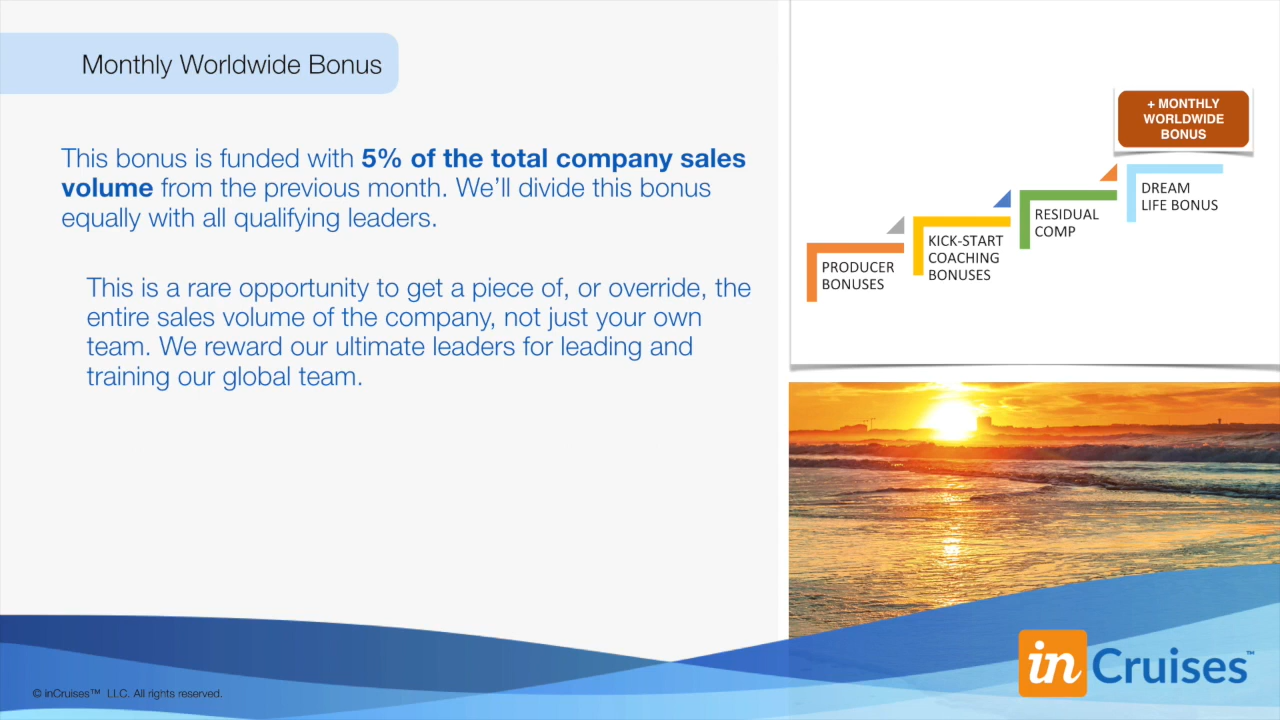 Monthly Worldwide Bonus
This bonus is funded with 5% of the total company sales
volume from the previous month. We’ll divide this bonus
equally with all qualifying leaders.
This is a rare opportunity to get a piece of, or override, the
entire sales volume of the company, not just your own
team. We reward our ultimate leaders for leading and
training our global team.
+ MONTHLY
WORLDWIDE
BONUS
DREAM
LIFE BONUS
RESIDUAL
COMP
KICK-START
COACHING
BONUSES
PRODUCER
BONUSES
in Cruises™
© inCruises™ LLC. All rights reserved.